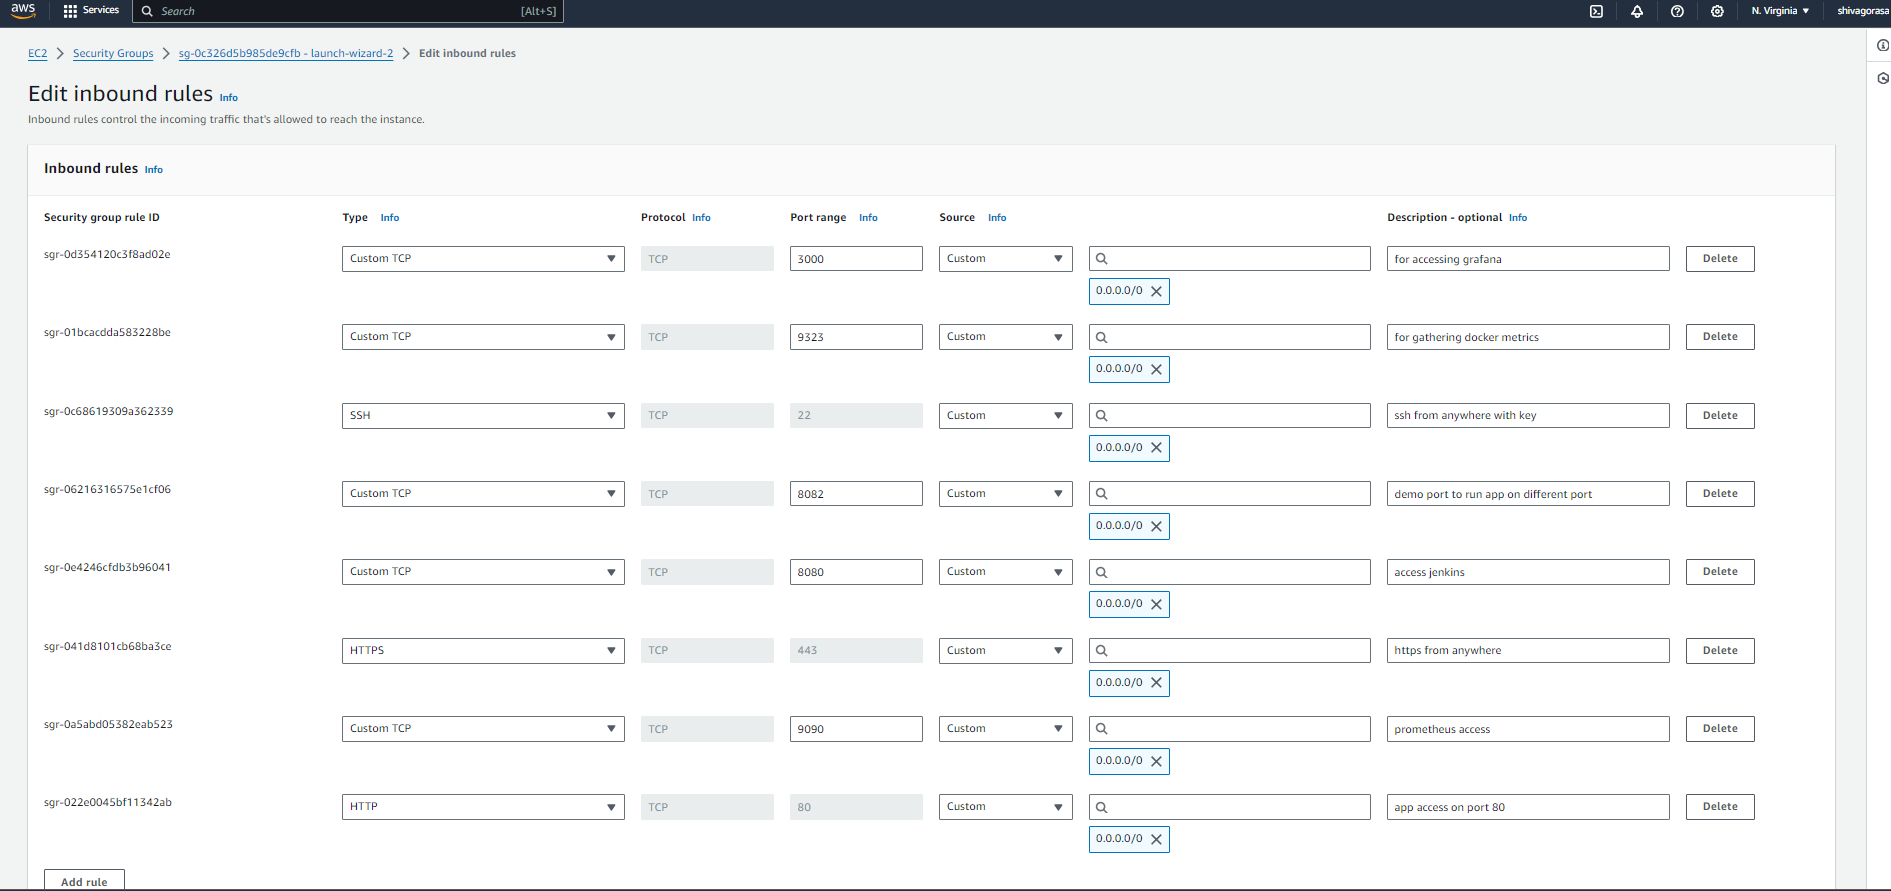 aws Services Search [Alt+S] N. Virginia shivagorasa
EC2 Security Groups sg-0c326d5b985de9cfb - launch-wizard-2 Edit inbound rules
Edit inbound rules Info
Inbound rules control the incoming traffic that's allowed to reach the instance.
Inbound rules Info
Security group rule ID Type Info Protocol Info Port range Info Source Info Description - optional Info
sgr-0d354120c3f8ad02e Custom TCP TCP 3000 Custom for accessing grafana Delete
0.0.0.0/0
sgr-01bcacdda583228be Custom TCP TCP 9323 Custom for gathering docker metrics Delete
0.0.0.0/0
sgr-0c68619309a362339 SSH TCP 22 Custom ssh from anywhere with key Delete
0.0.0.0/0
sgr-06216316575e1cf06 Custom TCP TCP 8082 Custom demo port to run app on different port Delete
0.0.0.0/0
sgr-0e4246cfdb3b96041 Custom TCP TCP 8080 Custom access jenkins Delete
0.0.0.0/0
sgr-041d8101cb68ba3ce HTTPS TCP 443 Custom https from anywhere Delete
0.0.0.0/0
sgr-0a5abd05382eab523 Custom TCP TCP 9090 Custom prometheus access Delete
0.0.0.0/0
sgr-022e0045bf11342ab HTTP TCP 80 Custom app access on port 80 Delete
0.0.0.0/0
Add rule